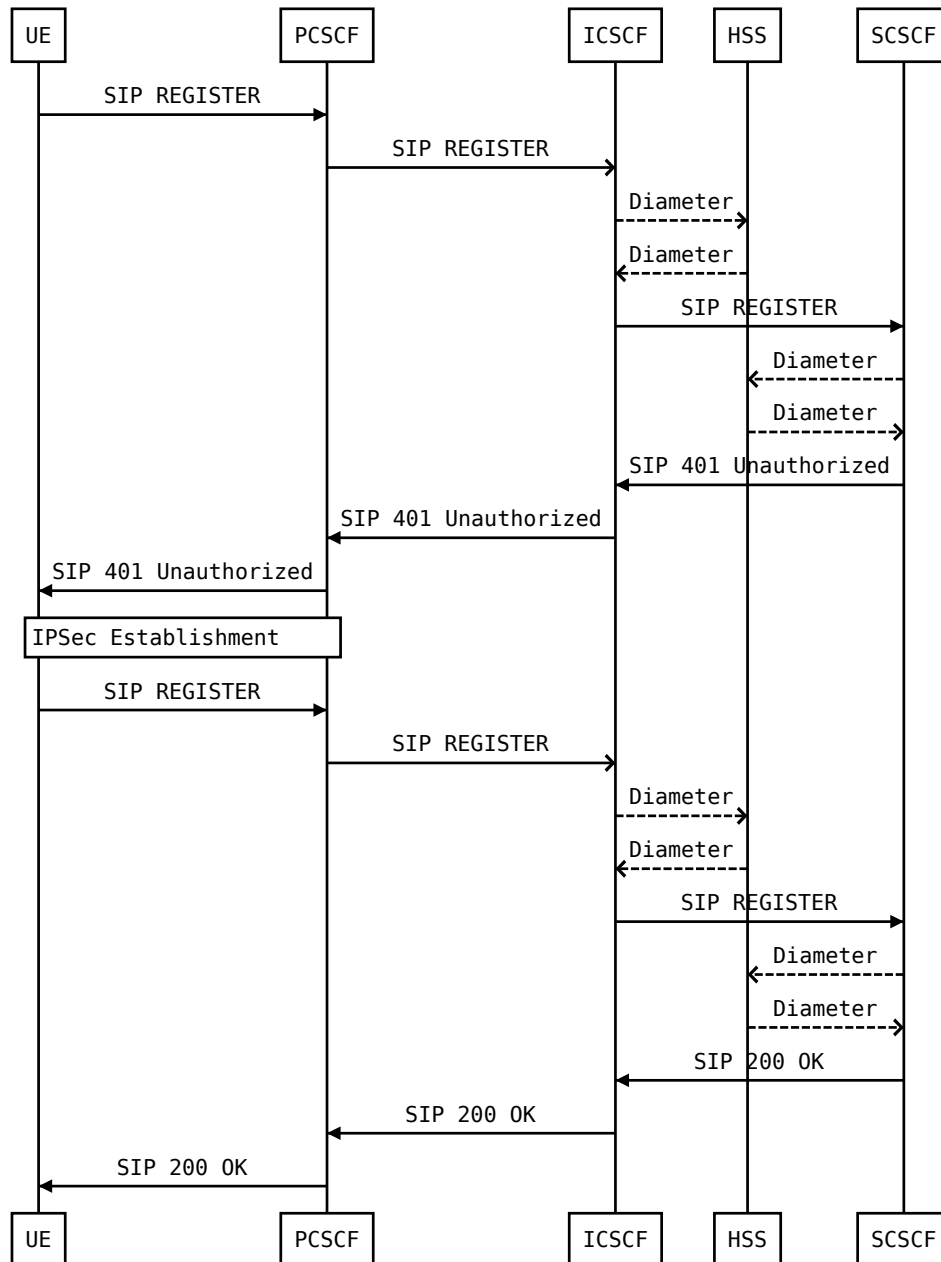 UE PCSCF ICSCF HSS SCSCF
SIP REGISTER
SIP REGISTER
Diameter
Diameter
SIP REGISTER
Diameter
Diameter
SIP 401 Unauthorized
SIP 401 Unauthorized
SIP 401 Unauthorized
IPSec Establishment
SIP REGISTER
SIP REGISTER
Diameter
Diameter
SIP REGISTER
Diameter
Diameter
SIP 200 OK
SIP 200 OK
SIP 200 OK
UE PCSCF ICSCF HSS SCSCF